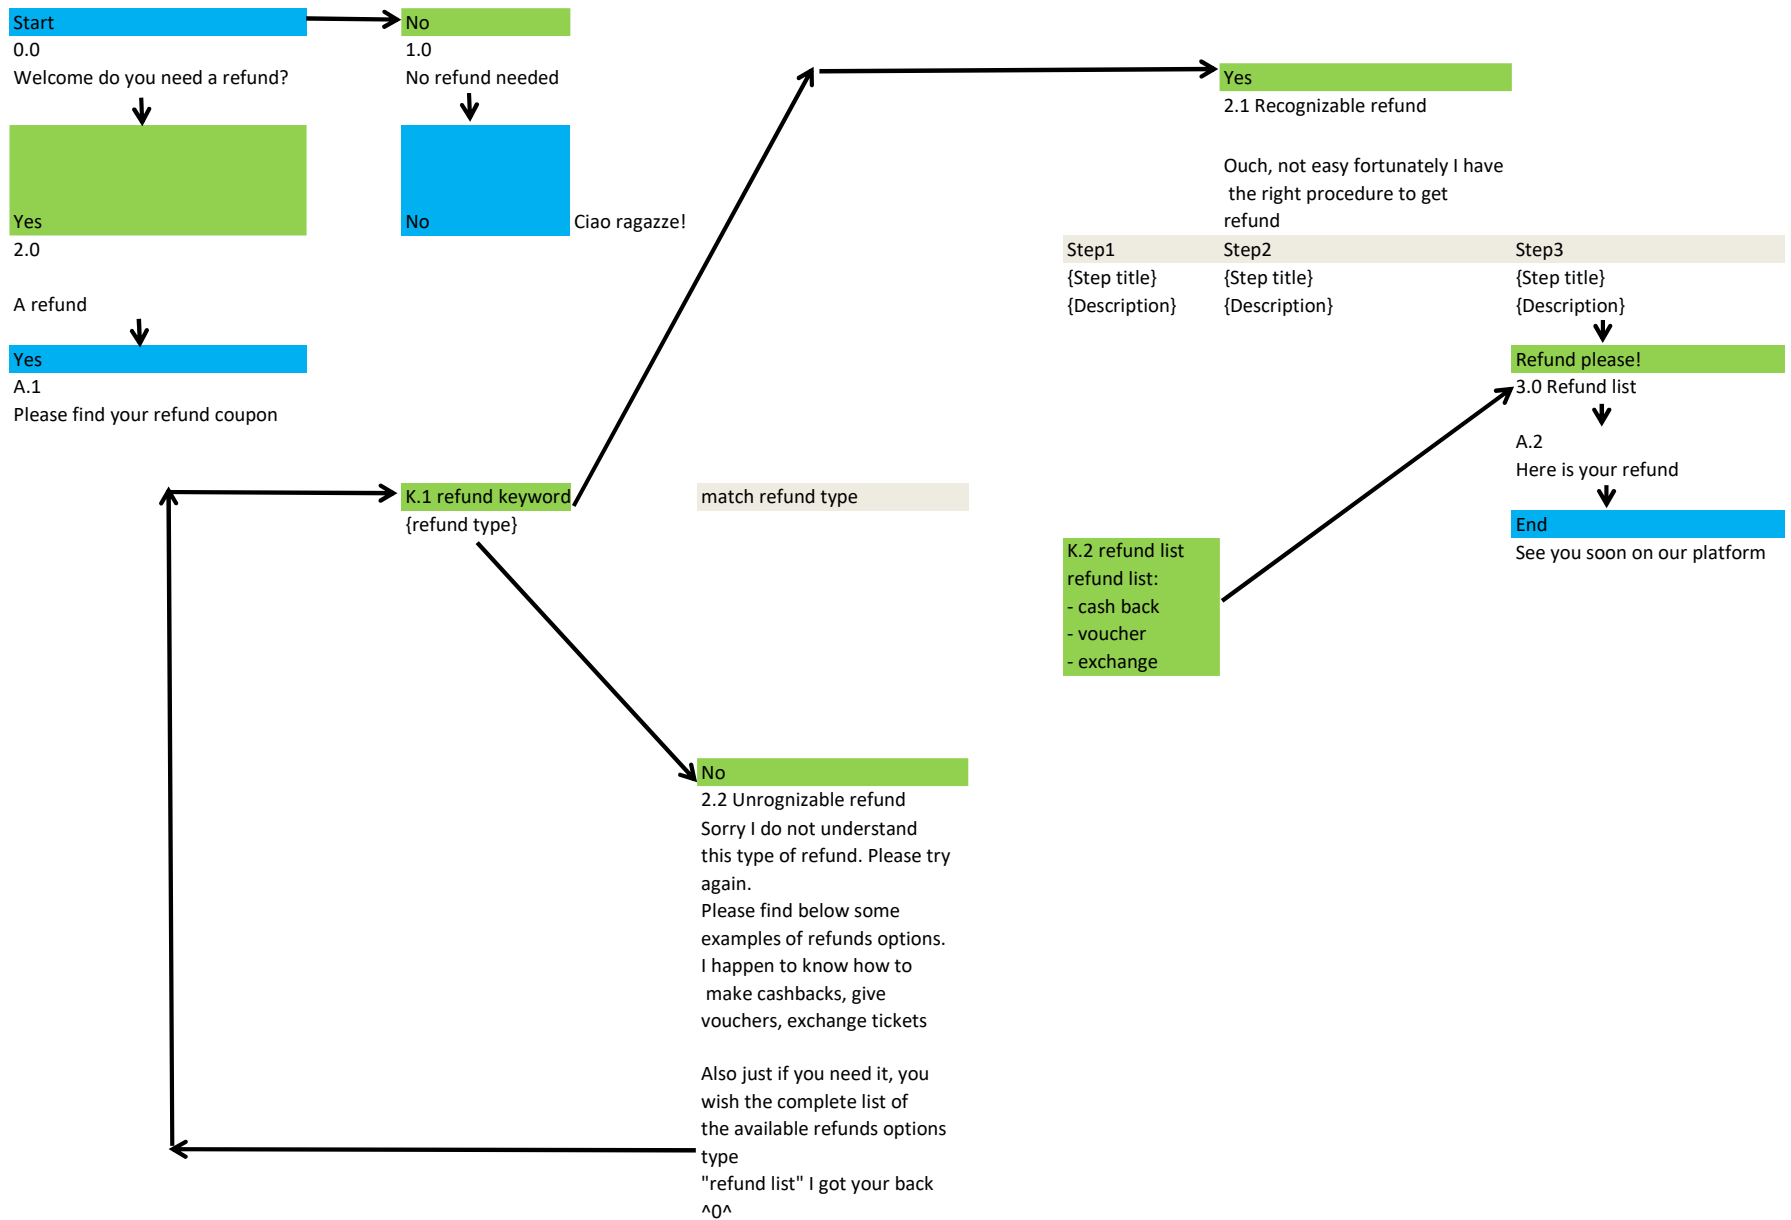 Start
No
0.0
1.0
Welcome do you need a refund?
No refund needed
Yes
2.1 Recognizable refund
Ouch, not easy fortunately I have
the right procedure to get
refund
Yes
No
Ciao ragazze!
2.0
A refund
Step1
Step2
Step3
{Step title}
{Step title}
{Step title}
{Description}
{Description}
{Description}
Yes
A.1
Please find your refund coupon
Refund please!
3.0 Refund list
A.2
Here is your refund
End
See you soon on our platform
K.1 refund keyword
{refund type}
match refund type
K.2 refund list
refund list:
- cash back
- voucher
- exchange
No
2.2 Unrognizable refund
Sorry I do not understand
this type of refund. Please try
again.
Please find below some
examples of refunds options.
I happen to know how to
make cashbacks, give
vouchers, exchange tickets
Also just if you need it, you
wish the complete list of
the available refunds options
type
"refund list" I got your back
^0^